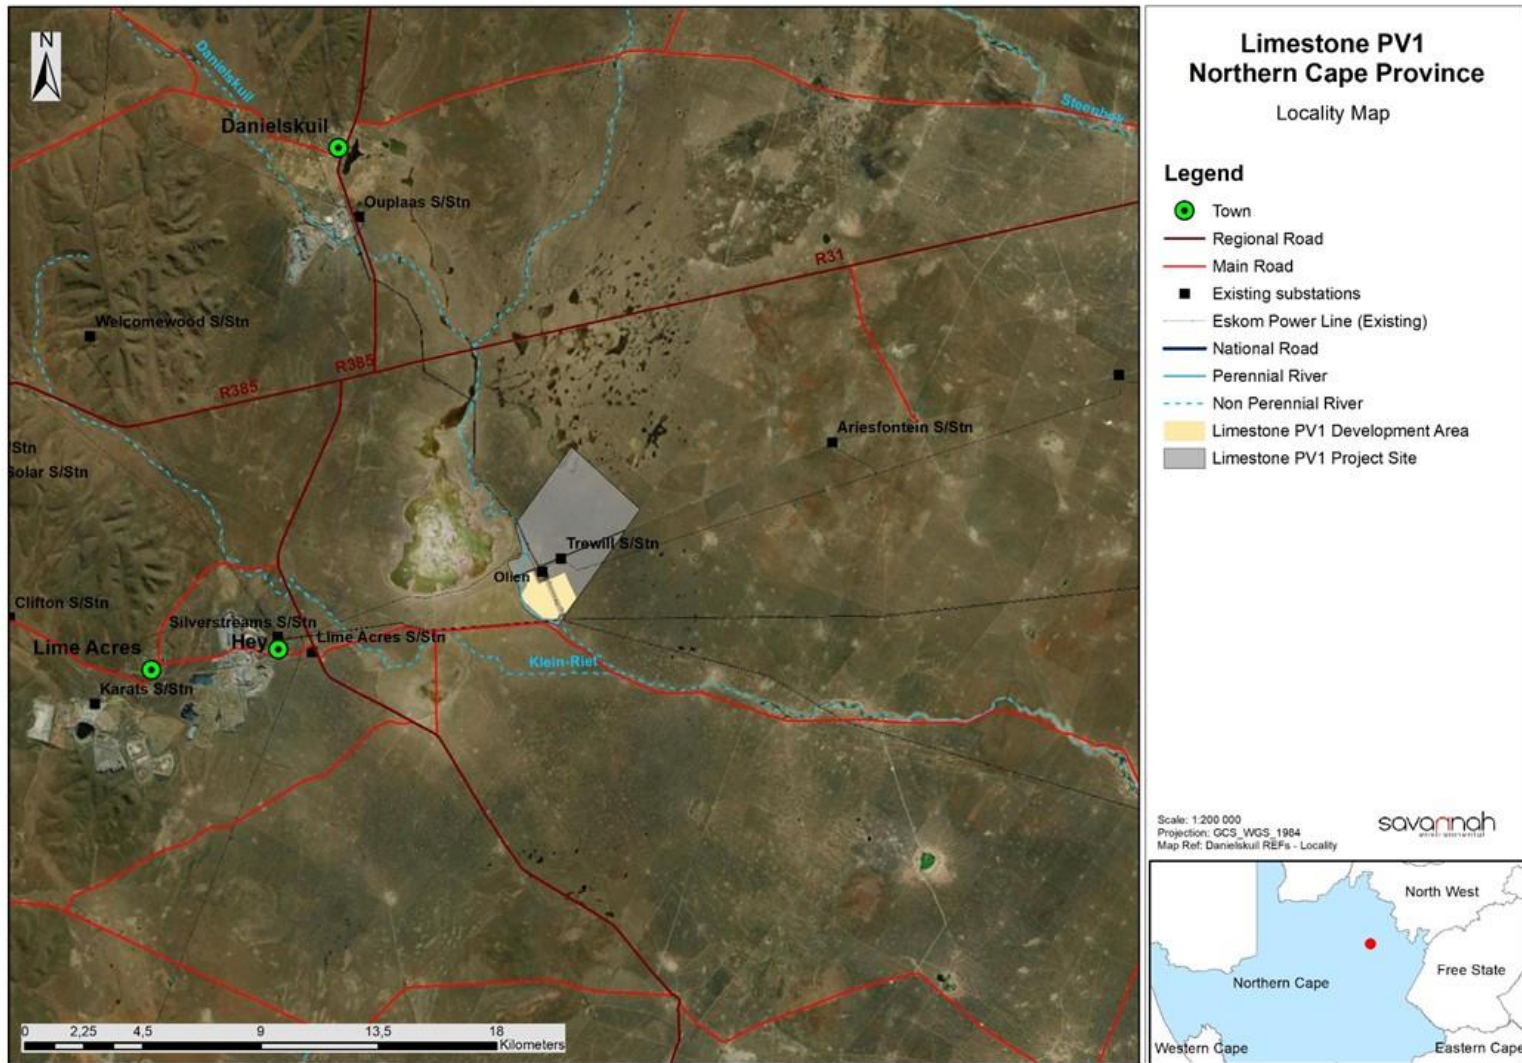 N
Danielskuil
Danielskuil
Ouplaas S/Stn
Welcomewood S/Stn
R385
R385
R31
Steenbok
Ariesfontein S/Stn
/Stn
Solar S/Stn
Trewill S/Stn
Olien
Clifton S/Stn
Silverstreams S/Stn
Hey
Lime Acres S/Stn
Lime Acres
Karats S/Stn
Klein-Riet
0 2,25 4,5 9 13,5 18
Kilometers
Limestone PV1
Northern Cape Province
Locality Map
Legend
Town
Regional Road
Main Road
Existing substations
Eskom Power Line (Existing)
National Road
Perennial River
Non Perennial River
Limestone PV1 Development Area
Limestone PV1 Project Site
Scale: 1:200 000
Projection: GCS_WGS_1984
Map Ref: Danielskuil REFs - Locality
savannah
North West
Free State
Northern Cape
Western Cape
Eastern Cape